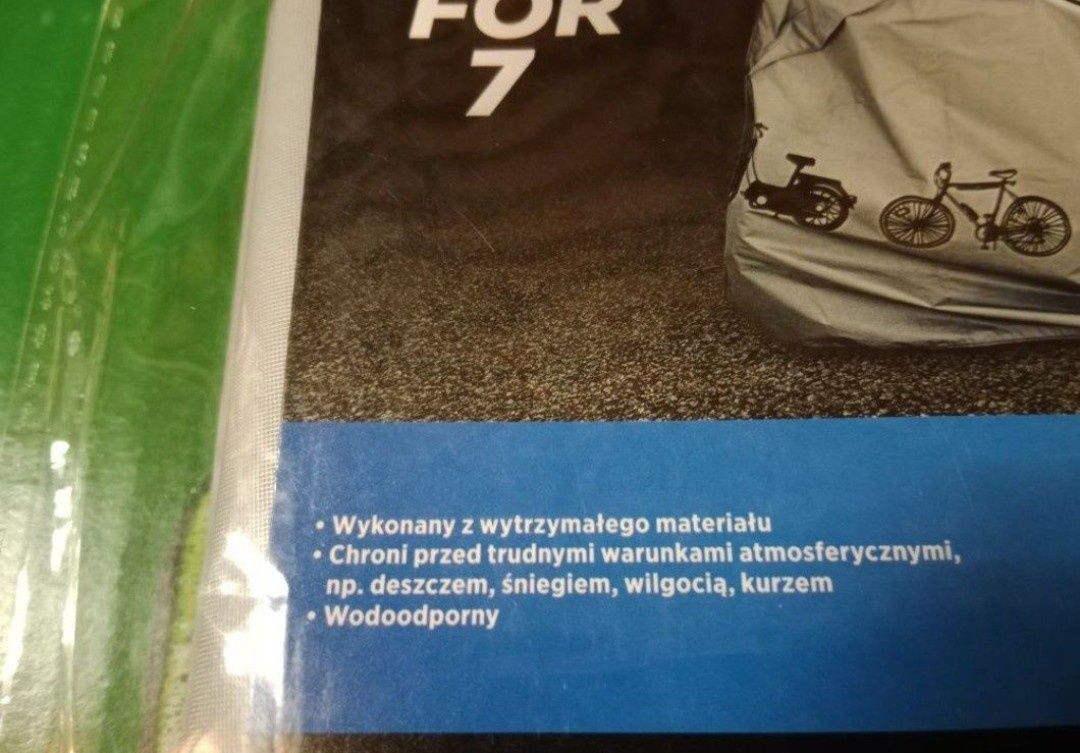 FOR
7
• Wykonany z wytrzymałego materiału
• Chroni przed trudnymi warunkami atmosferycznymi,
np. deszczem, śniegiem, wilgocią, kurzem
• Wodoodporny